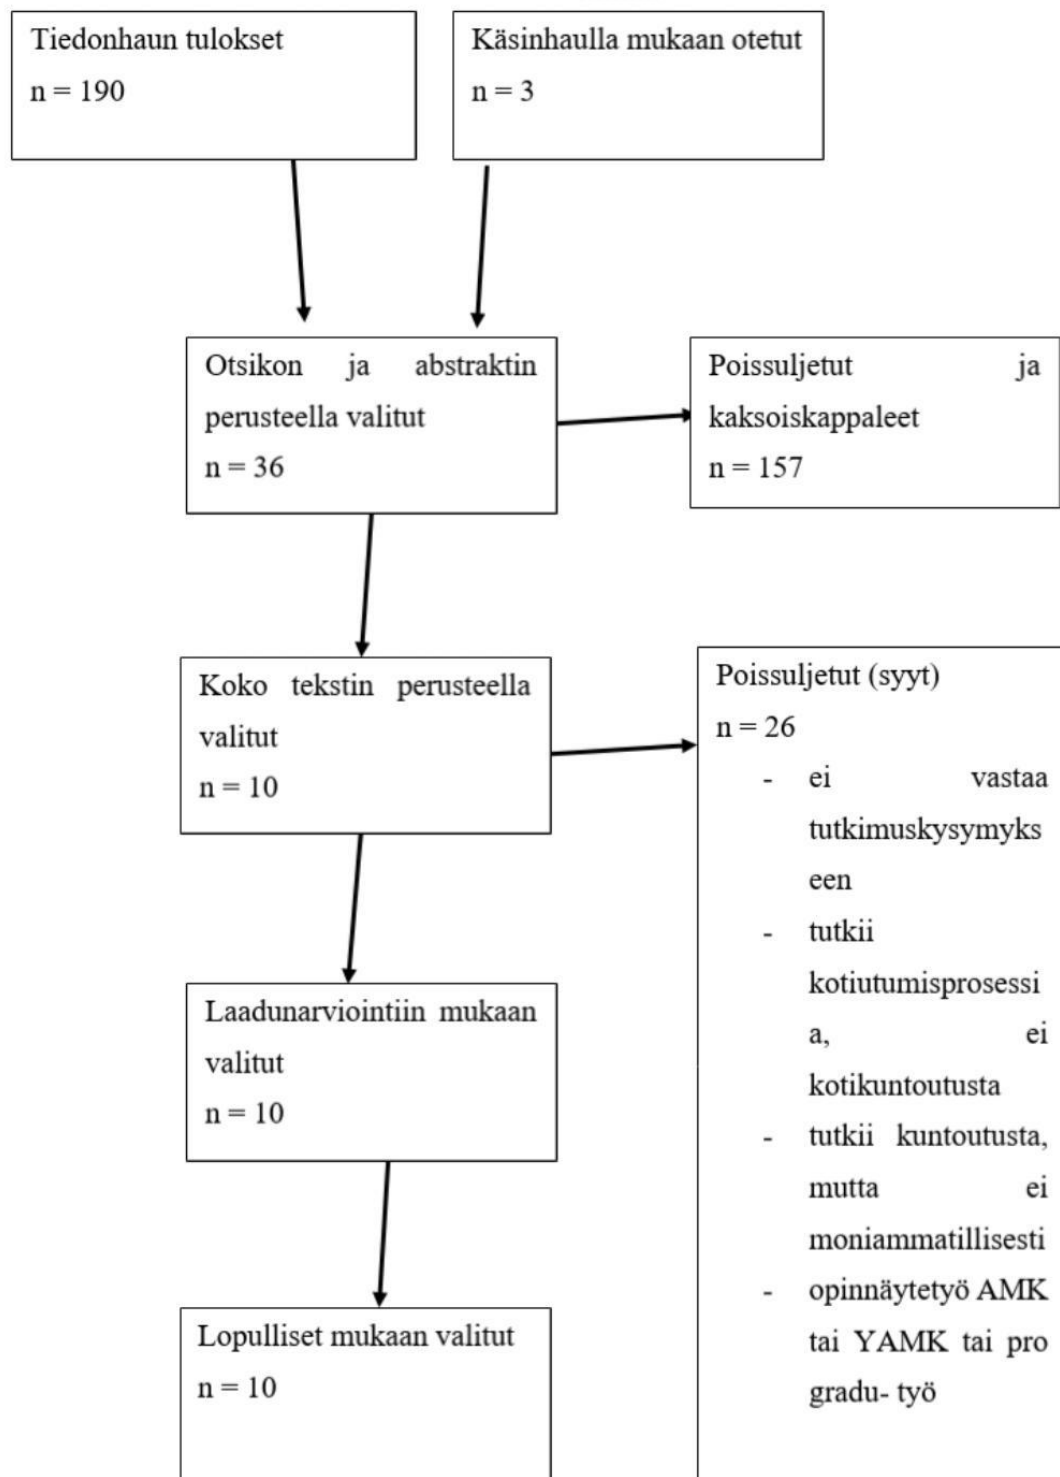 Tiedonhaun tulokset
n = 190
Käsinhaulla mukaan otetut
n = 3
Otsikon ja abstraktin
perusteella valitut
n = 36
Poissuljetut ja
kaksoiskappaleet
n = 157
Koko tekstin perusteella
valitut
n = 10
Poissuljetut (syyt)
n = 26
- ei vastaa
tutkimuskysymyks
een
- tutkii
kotiutumisprosessi
a, ei
kotikuntoutusta
- tutkii kuntoutusta,
mutta ei
moniammatillisesti
- opinnäytetyö AMK
tai YAMK tai pro
gradu- työ
Laadunarviointiin mukaan
valitut
n = 10
Lopulliset mukaan valitut
n = 10